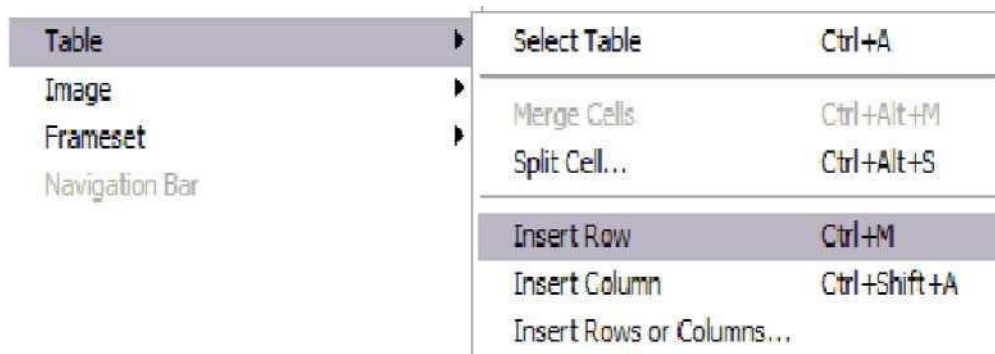 Table
Image
Frameset
Navigation Bar
Select Table Ctrl+A
Merge Cells Ctrl+Alt+M
Split Cell... Ctrl+Alt+S
Insert Row Ctrl+M
Insert Column Ctrl+Shift+A
Insert Rows or Columns...